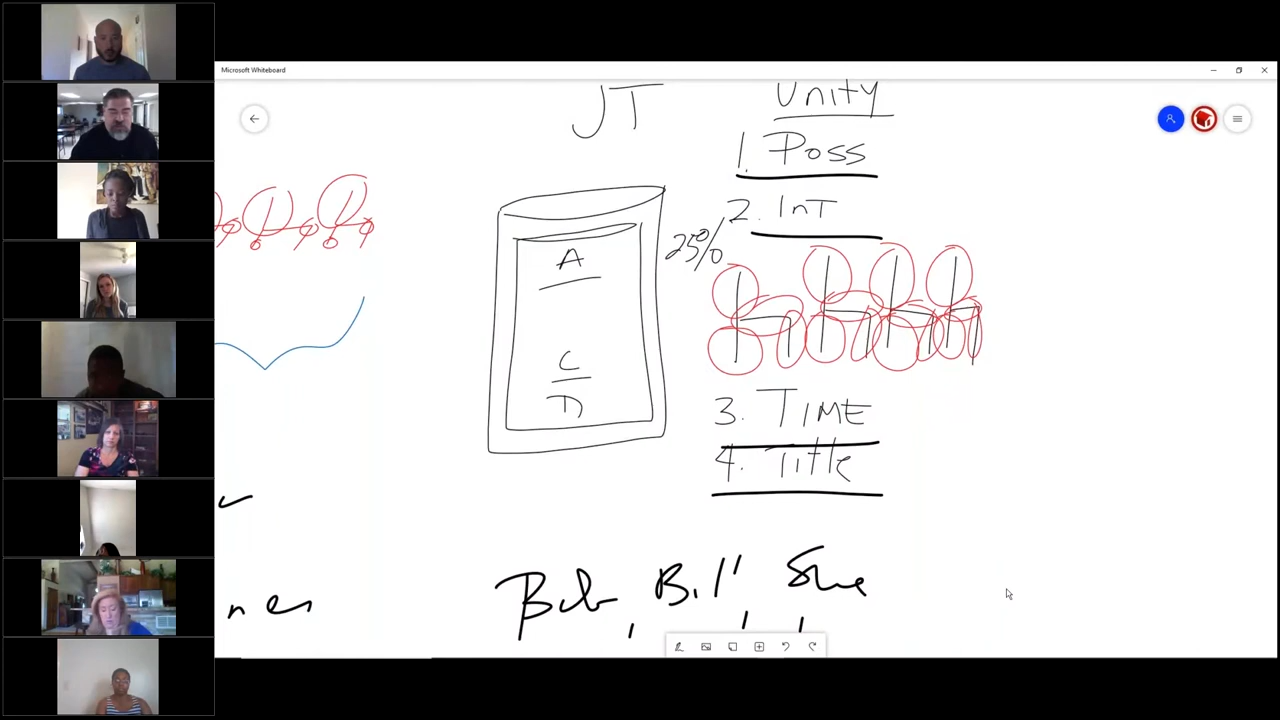 Microsoft Whiteboard
JT
Unity
1. Poss
2. InT
25%
A
C
D
3. TIME
4. Title
Bob, Bill, Sue